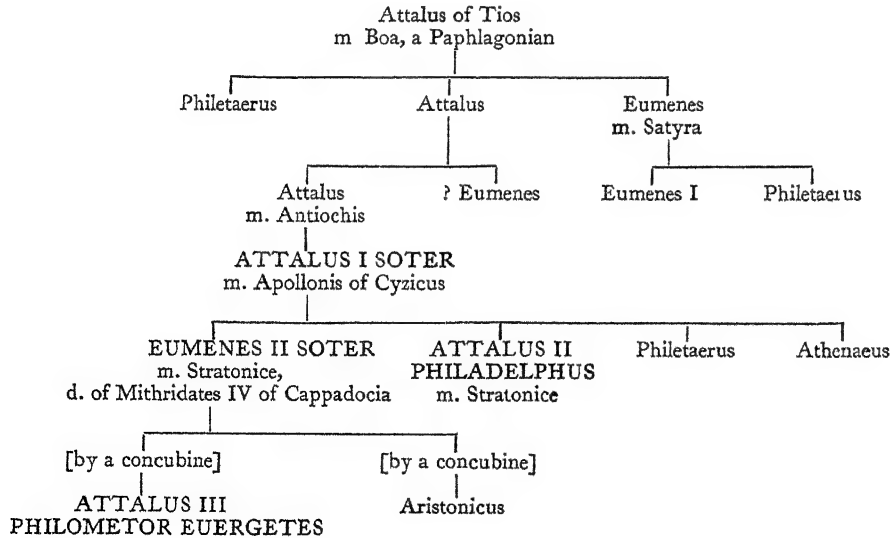 Attalus of Tios
m Boa, a Paphlagonian
Philetaerus Attalus Eumenes
m. Satyra
Attalus ? Eumenes Eumenes I Philetaerus
m. Antiochis
ATTALUS I SOTER
m. Apollonis of Cyzicus
EUMENES II SOTER ATTALUS II Philetaerus Athenaeus
m. Stratonice, PHILADELPHUS
d. of Mithridates IV of Cappadocia m. Stratonice
[by a concubine] [by a concubine]
ATTALUS III Aristonicus
PHILOMETOR EUERGETES